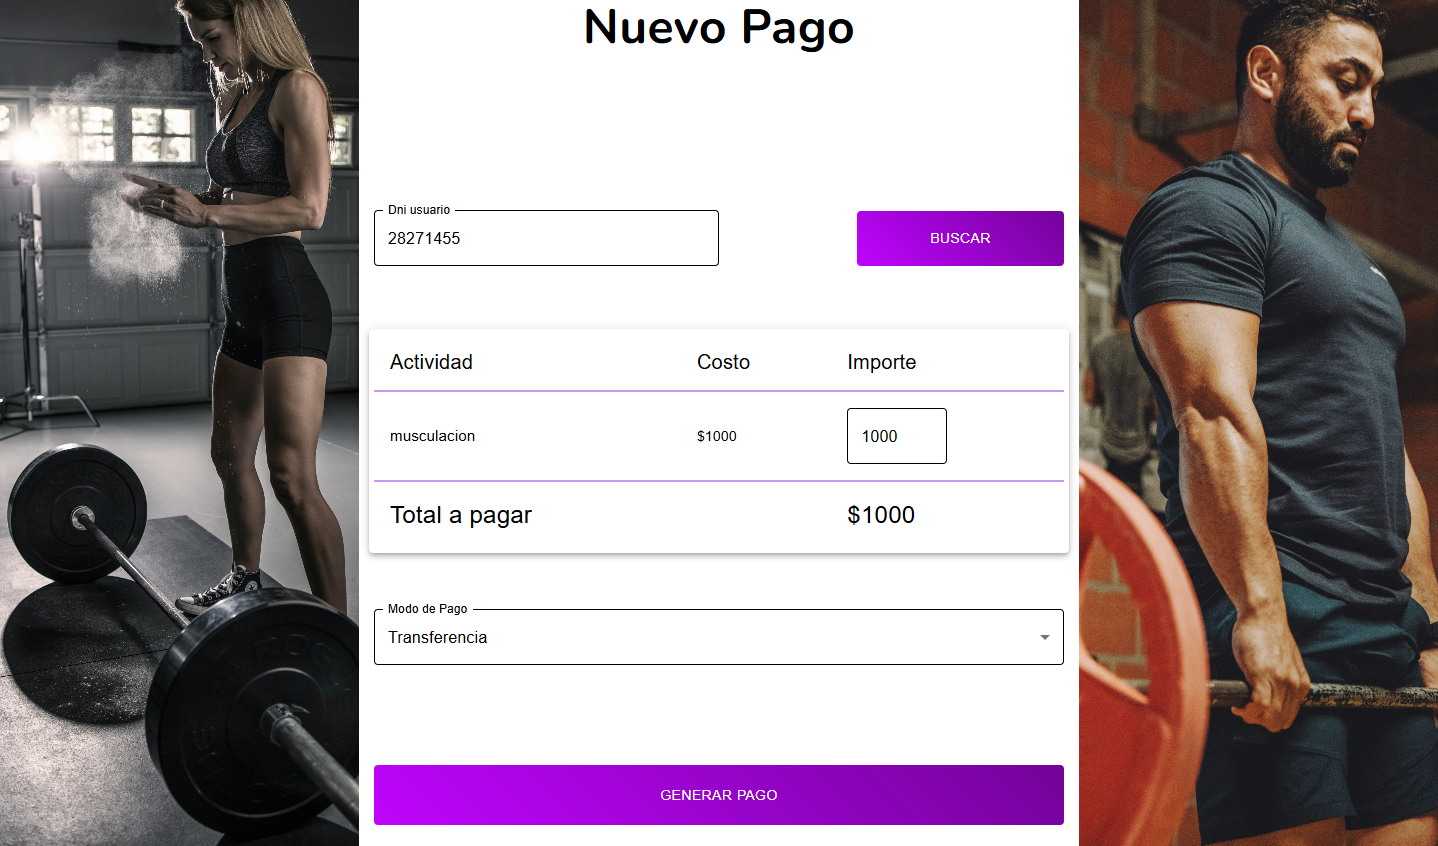 Nuevo Pago
Dni usuario
28271455
BUSCAR
Actividad Costo Importe
musculacion $1000 1000
Total a pagar $1000
Modo de Pago
Transferencia
GENERAR PAGO